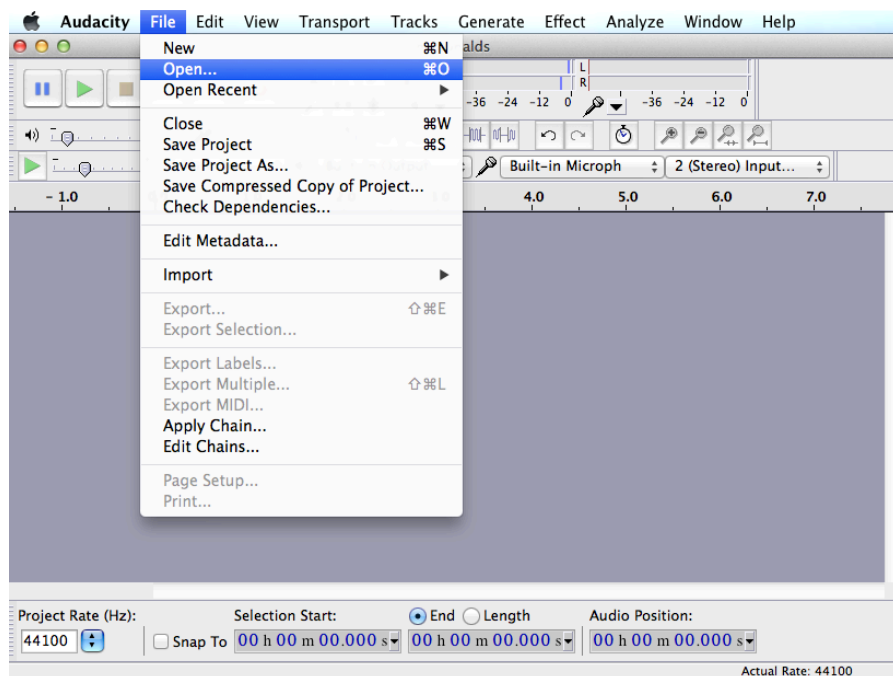 Audacity File Edit View Transport Tracks Generate Effect Analyze Window Help
alds
New ⌘N
Open... ⌘O
Open Recent ▶
Close ⌘W
Save Project ⌘S
Save Project As...
Save Compressed Copy of Project...
Check Dependencies...
Edit Metadata...
Import ▶
Export... ⇧⌘E
Export Selection...
Export Labels...
Export Multiple... ⇧⌘L
Export MIDI...
Apply Chain...
Edit Chains...
Page Setup...
Print...
L
R
-36 -24 -12 0 -36 -24 -12 0
Built-in Microph 2 (Stereo) Input...
- 1.0 4.0 5.0 6.0 7.0
Project Rate (Hz): Selection Start: End Length Audio Position:
44100 Snap To 00 h 00 m 00.000 s 00 h 00 m 00.000 s 00 h 00 m 00.000 s
Actual Rate: 44100